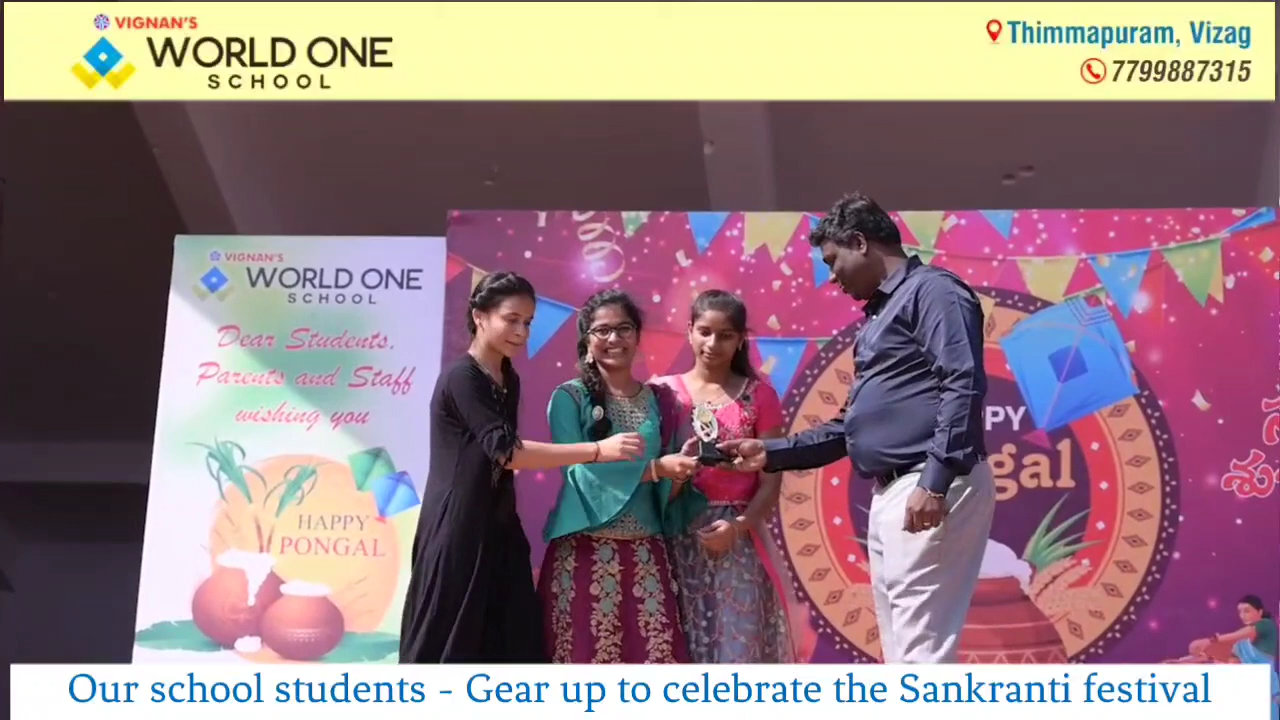 VIGNAN'S
WORLD ONE
SCHOOL
Thimmapuram, Vizag
7799887315
VIGNAN'S
WORLD ONE
SCHOOL
Dear Students,
Parents and Staff
wishing you
HAPPY
PONGAL
PPY
gal
Our school students - Gear up to celebrate the Sankranti festival